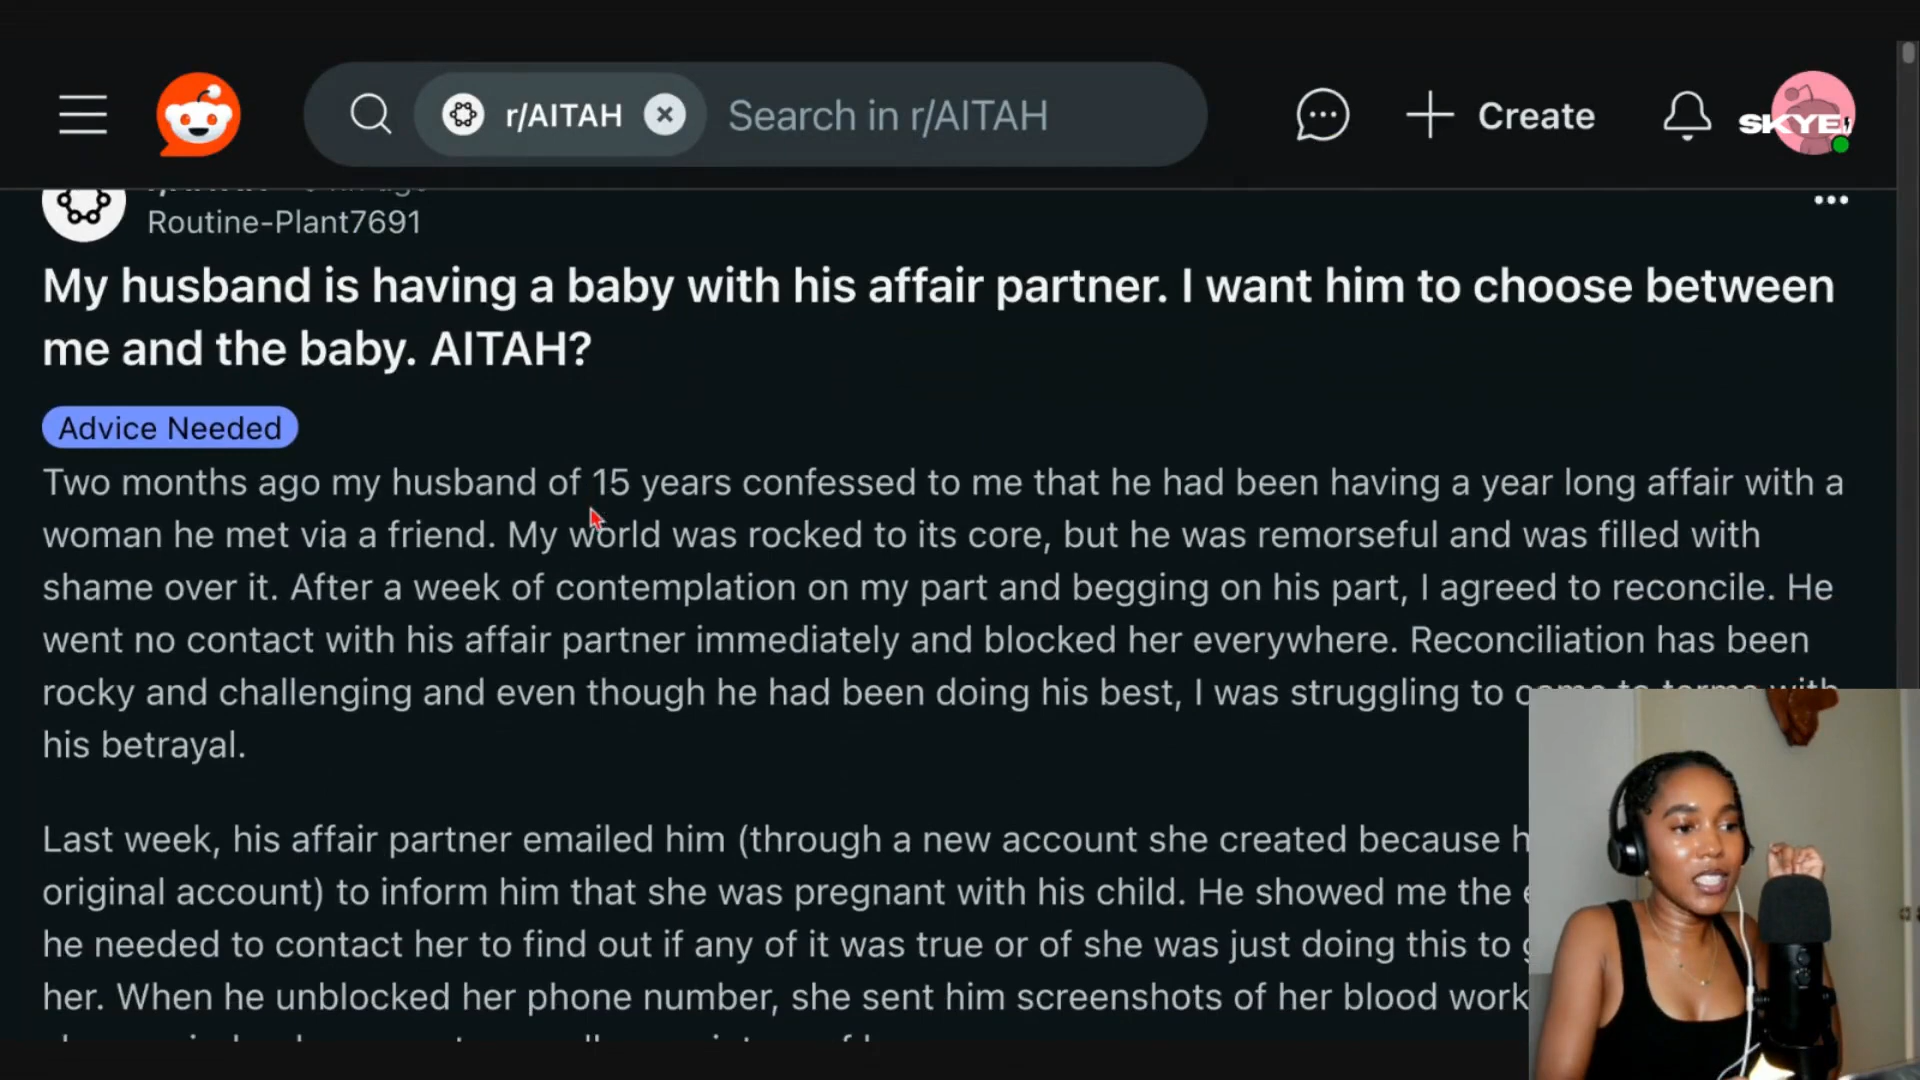 r/AITAH
Search in r/AITAH
Create
SKYE
Routine-Plant7691
My husband is having a baby with his affair partner. I want him to choose between
me and the baby. AITAH?
Advice Needed
Two months ago my husband of 15 years confessed to me that he had been having a year long affair with a
woman he met via a friend. My world was rocked to its core, but he was remorseful and was filled with
shame over it. After a week of contemplation on my part and begging on his part, I agreed to reconcile. He
went no contact with his affair partner immediately and blocked her everywhere. Reconciliation has been
rocky and challenging and even though he had been doing his best, I was struggling to come to terms with
his betrayal.
Last week, his affair partner emailed him (through a new account she created because
original account) to inform him that she was pregnant with his child. He showed me the
he needed to contact her to find out if any of it was true or of she was just doing this to
her. When he unblocked her phone number, she sent him screenshots of her blood work